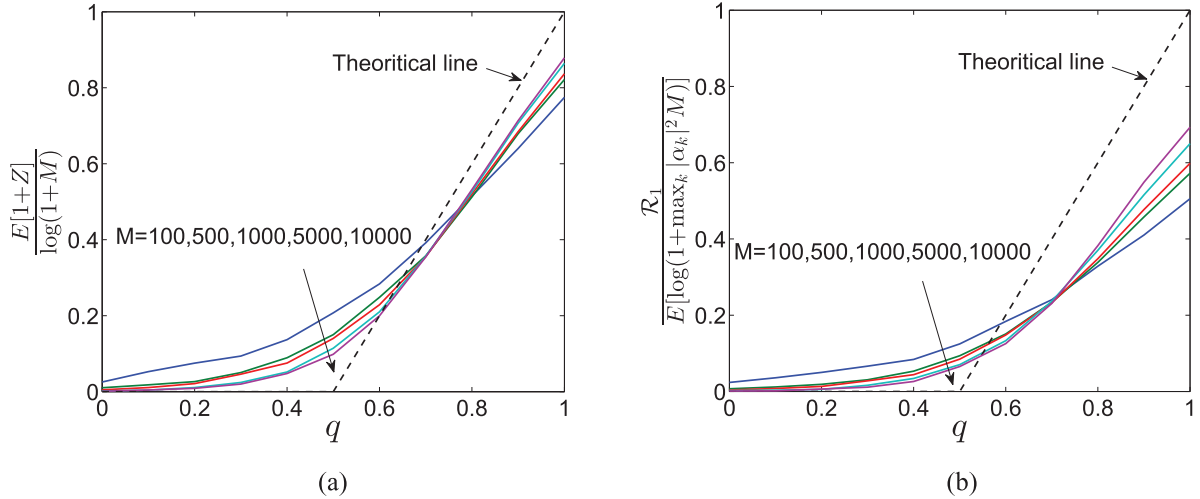 1
0.8
0.6
0.4
0.2
0
0 0.2 0.4 0.6 0.8 1
E[1+Z]
log(1+M)
Theoritical line
M=100,500,1000,5000,10000
q
(a)
1
0.8
0.6
0.4
0.2
0
0 0.2 0.4 0.6 0.8 1
R₁
E[log(1+maxₖ |αₖ|² M)]
Theoritical line
M=100,500,1000,5000,10000
q
(b)